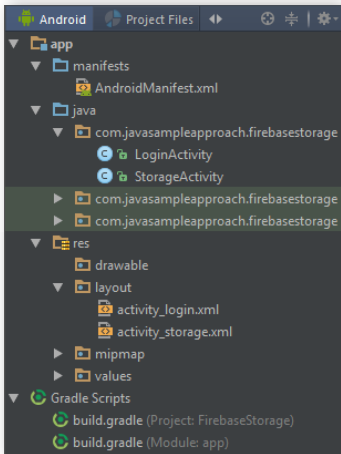 Android Project Files
app
manifests
AndroidManifest.xml
java
com.javasampleapproach.firebasestorage
LoginActivity
StorageActivity
com.javasampleapproach.firebasestorage
com.javasampleapproach.firebasestorage
res
drawable
layout
activity_login.xml
activity_storage.xml
mipmap
values
Gradle Scripts
build.gradle (Project: FirebaseStorage)
build.gradle (Module: app)